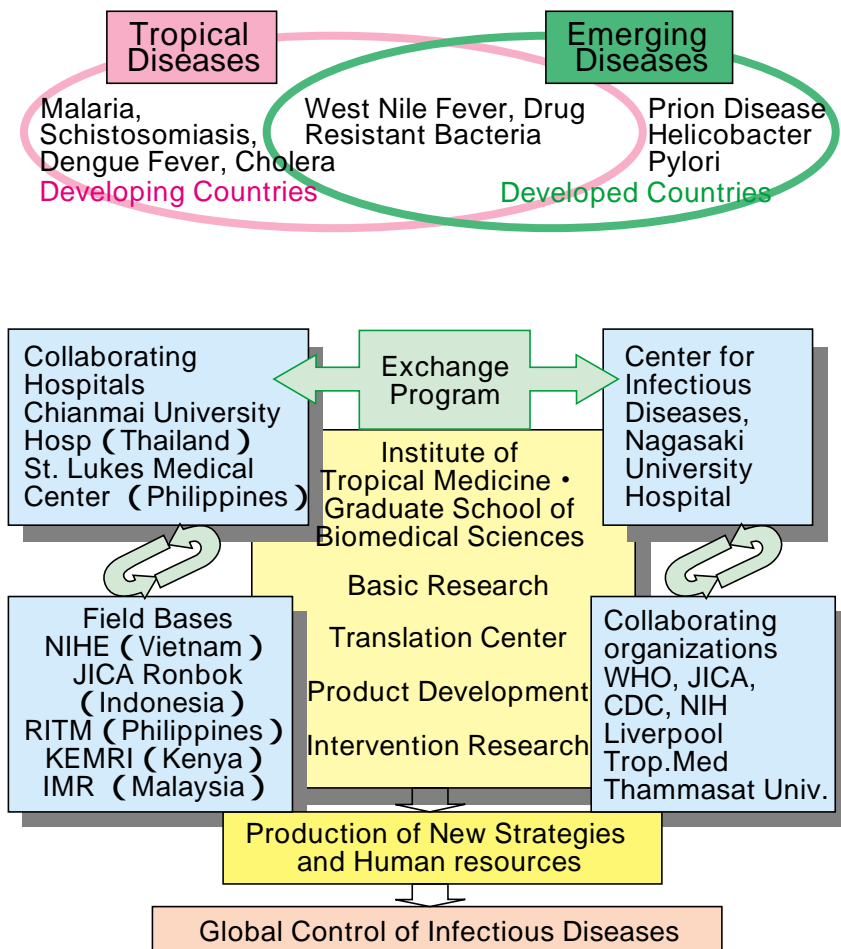 Tropical
Diseases
Emerging
Diseases
Malaria,
Schistosomiasis,
Dengue Fever, Cholera
Developing Countries
West Nile Fever, Drug
Resistant Bacteria
Prion Disease
Helicobacter
Pylori
Developed Countries
Collaborating
Hospitals
Chianmai University
Hosp (Thailand)
St. Lukes Medical
Center (Philippines)
Exchange
Program
Center for
Infectious
Diseases,
Nagasaki
University
Hospital
Institute of
Tropical Medicine・
Graduate School of
Biomedical Sciences
Basic Research
Translation Center
Product Development
Intervention Research
Field Bases
NIHE (Vietnam)
JICA Ronbok
(Indonesia)
RITM (Philippines)
KEMRI (Kenya)
IMR (Malaysia)
Collaborating
organizations
WHO, JICA,
CDC, NIH
Liverpool
Trop.Med
Thammasat Univ.
Production of New Strategies
and Human resources
Global Control of Infectious Diseases